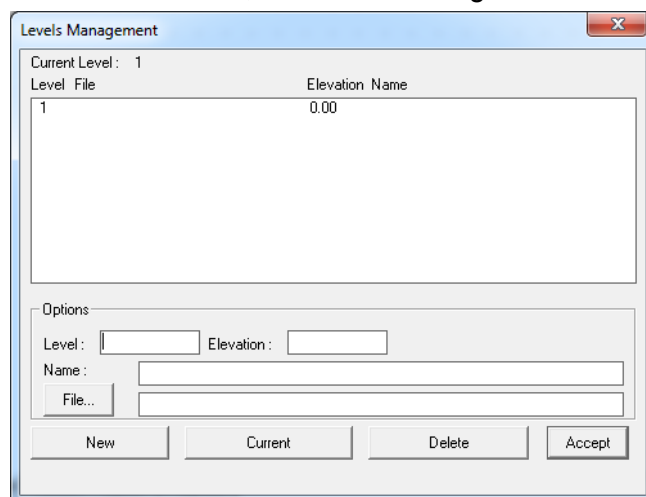 Levels Management
Current Level : 1
Level File Elevation Name
1 0.00
Options
Level : Elevation :
Name :
File...
New Current Delete Accept